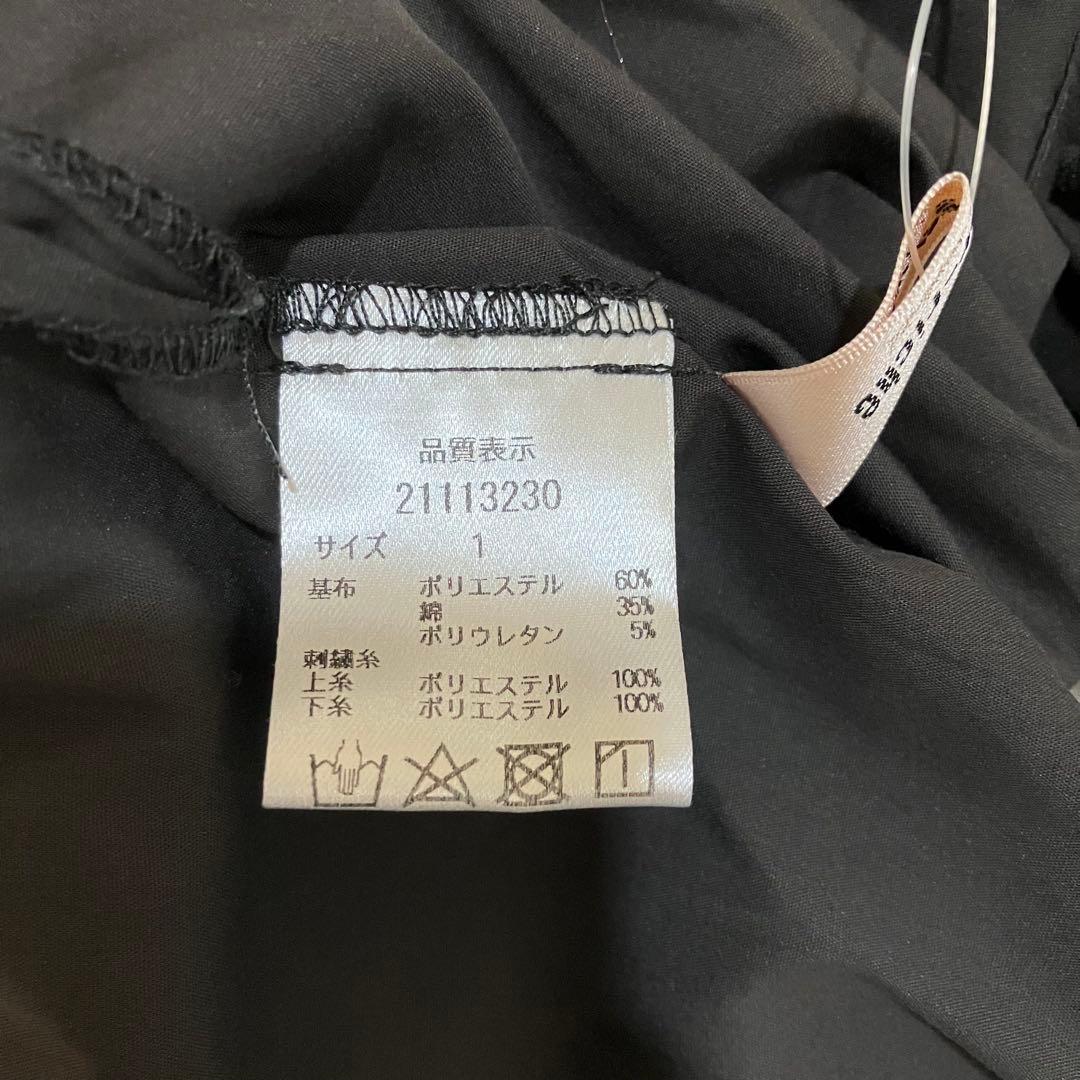 品質表示
21113230
サイズ 1
基布 ポリエステル 60%
綿 35%
ポリウレタン 5%
刺繍糸
上糸 ポリエステル 100%
下糸 ポリエステル 100%